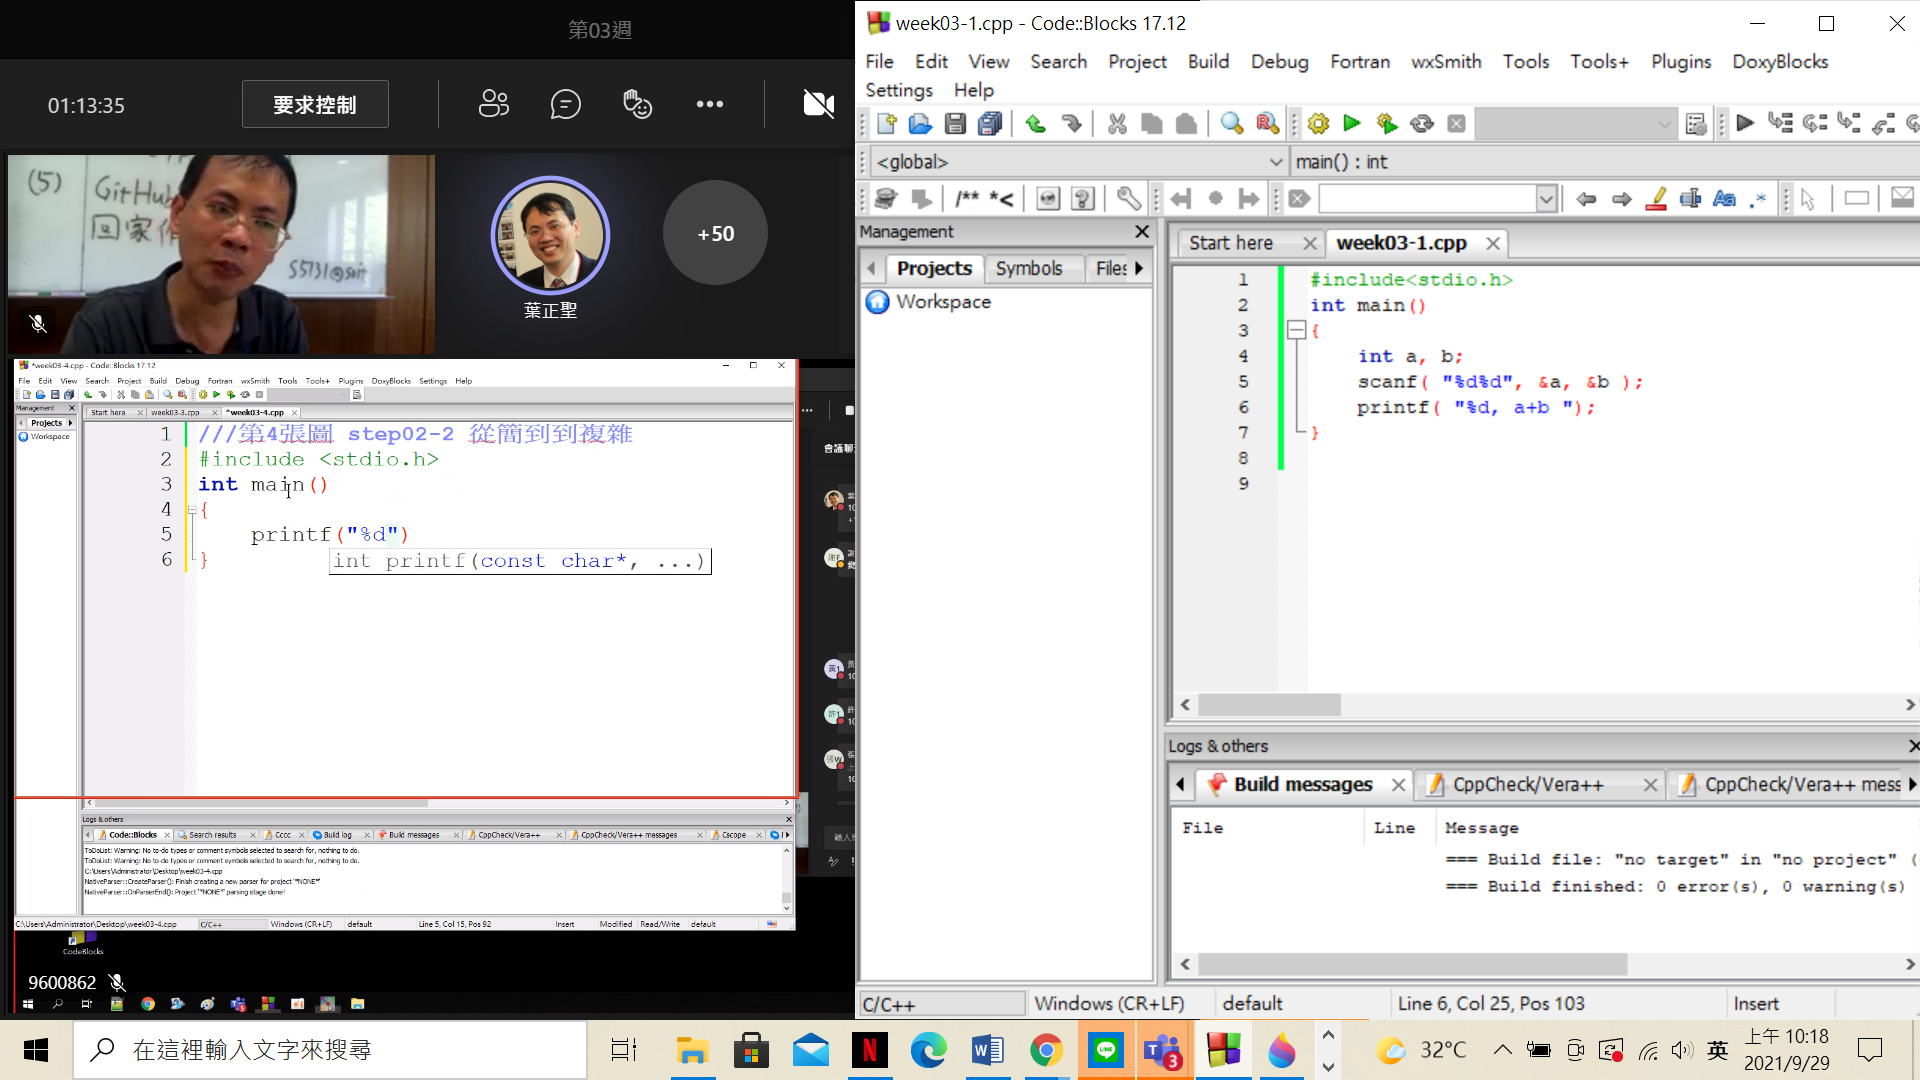 第03週
01:13:35
要求控制
(5)
GitHub
S5731@
+50
葉正聖
*week03-4.cpp - Code::Blocks 17.12
File Edit View Search Project Build Debug Fortran wxSmith Tools Tools+ Plugins DoxyBlocks Settings Help
Management
Projects
Workspace
Start here week03-3.cpp *week03-4.cpp
1 ///第4張圖 step02-2 從簡到到複雜
2 #include <stdio.h>
3 int main()
4 {
5 printf("%d")
int printf(const char*, ...)
6 }
會議聊
Logs & others
Code::Blocks Search results Cccc Build log Build messages CppCheck/Vera++ CppCheck/Vera++ messages Cscope
ToDoList: Warning: No to-do types or comment symbols selected to search for, nothing to do.
ToDoList: Warning: No to-do types or comment symbols selected to search for, nothing to do.
C:\Users\Administrator\Desktop\week03-4.cpp
NativeParser::CreateParser(): Finish creating a new parser for project '*NONE*'
NativeParser::OnParserEnd(): Project '*NONE*' parsing stage done!
C:\Users\Administrator\Desktop\week03-4.cpp C/C++ Windows (CR+LF) default Line 5, Col 15, Pos 92 Insert Modified Read/Write default
CodeBlocks
9600862
week03-1.cpp - Code::Blocks 17.12
File Edit View Search Project Build Debug Fortran wxSmith Tools Tools+ Plugins DoxyBlocks
Settings Help
<global> main() : int
/** *<
Management
Projects Symbols Files
Workspace
Start here week03-1.cpp
1 #include<stdio.h>
2 int main()
3 {
4 int a, b;
5 scanf( "%d%d", &a, &b );
6 printf( "%d, a+b ");
7 }
8
9
Logs & others
Build messages CppCheck/Vera++ CppCheck/Vera++ mess
File Line Message
=== Build file: "no target" in "no project" (
=== Build finished: 0 error(s), 0 warning(s)
C/C++ Windows (CR+LF) default Line 6, Col 25, Pos 103 Insert
在這裡輸入文字來搜尋
3
32°C
英
上午 10:18
2021/9/29